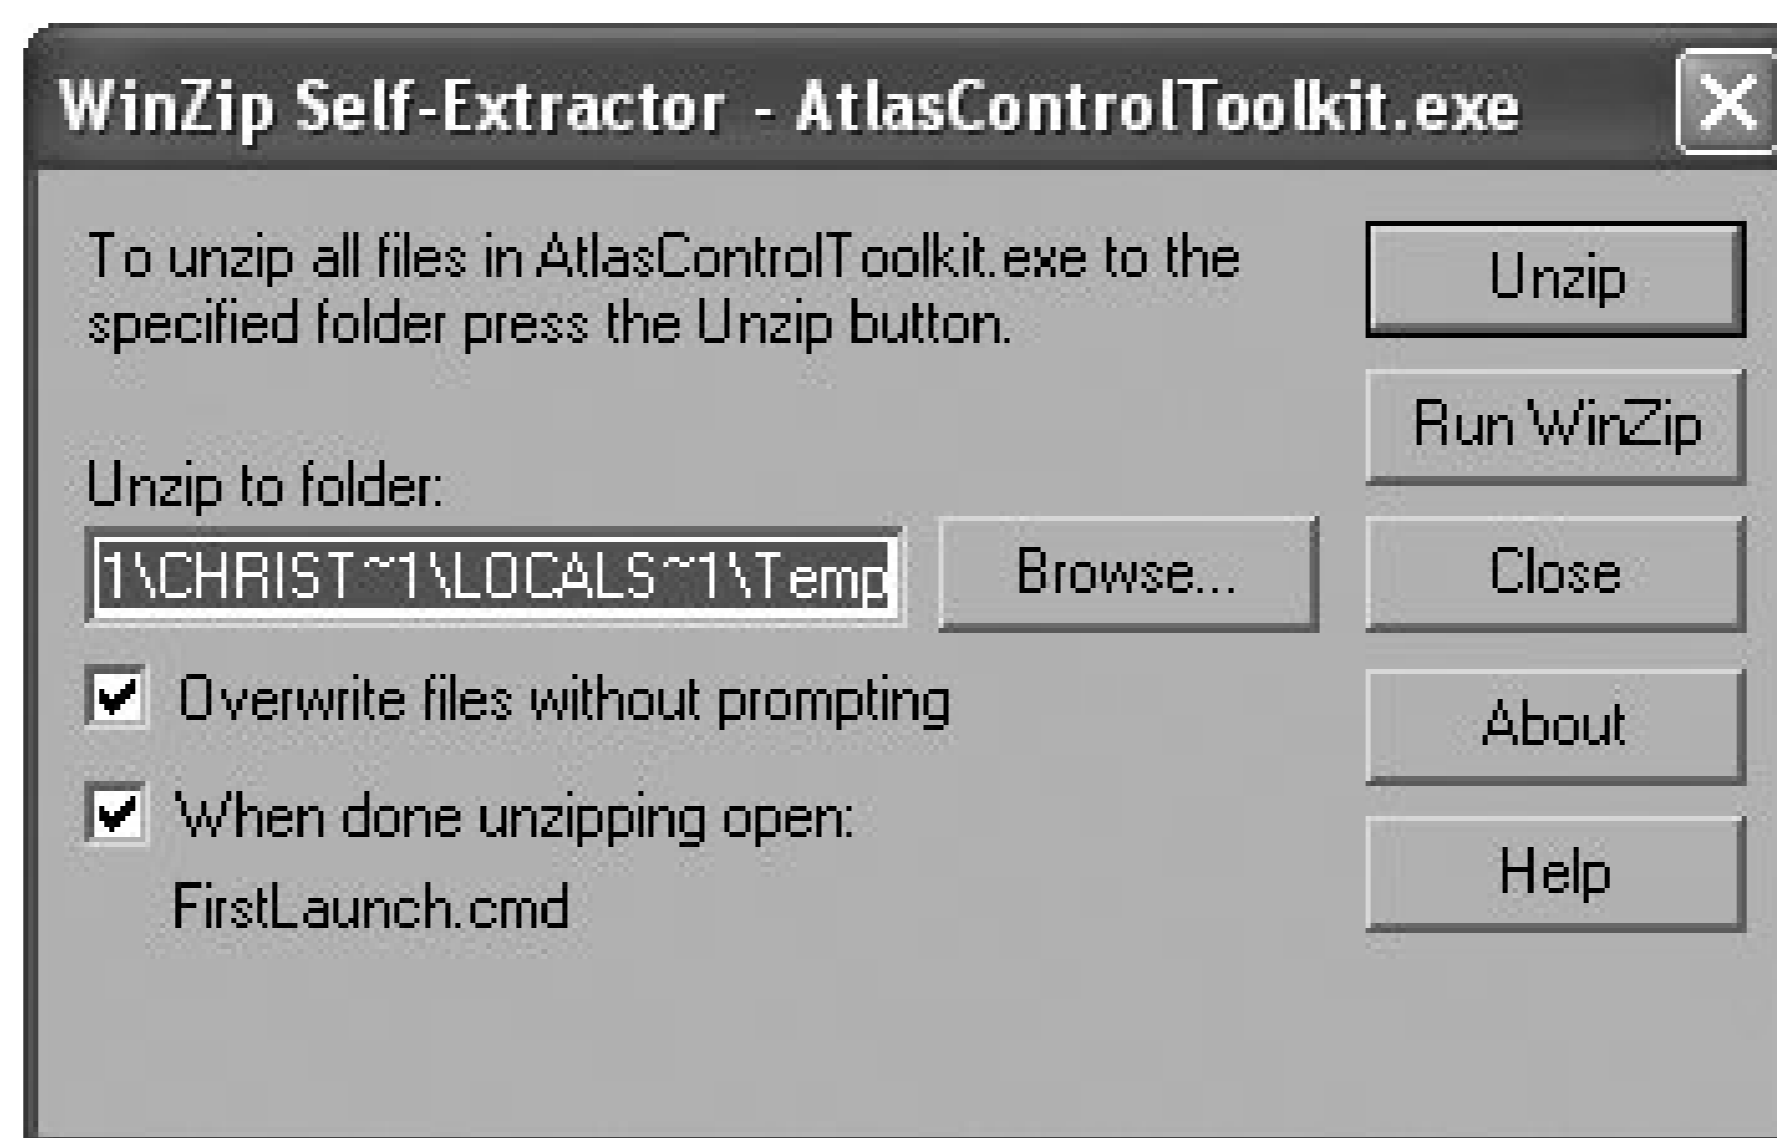 WinZip Self-Extractor - AtlasControlToolkit.exe
To unzip all files in AtlasControlToolkit.exe to the
specified folder press the Unzip button.
Unzip to folder:
1\CHRIST~1\LOCALS~1\Temp
Browse...
Overwrite files without prompting
When done unzipping open:
FirstLaunch.cmd
Unzip
Run WinZip
Close
About
Help